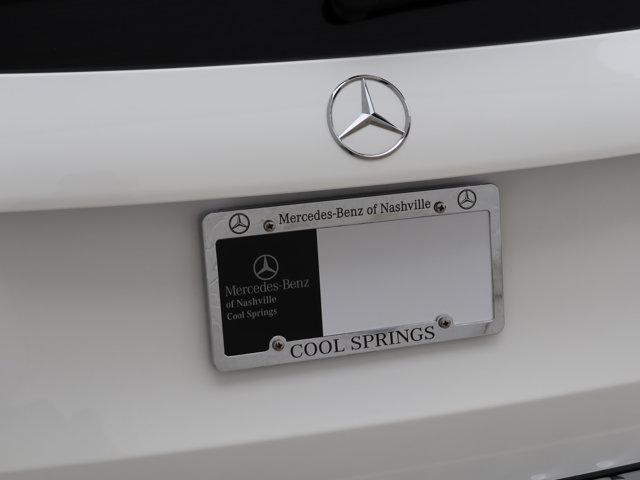 Mercedes-Benz of Nashville
Mercedes-Benz
of Nashville
Cool Springs
COOL SPRINGS